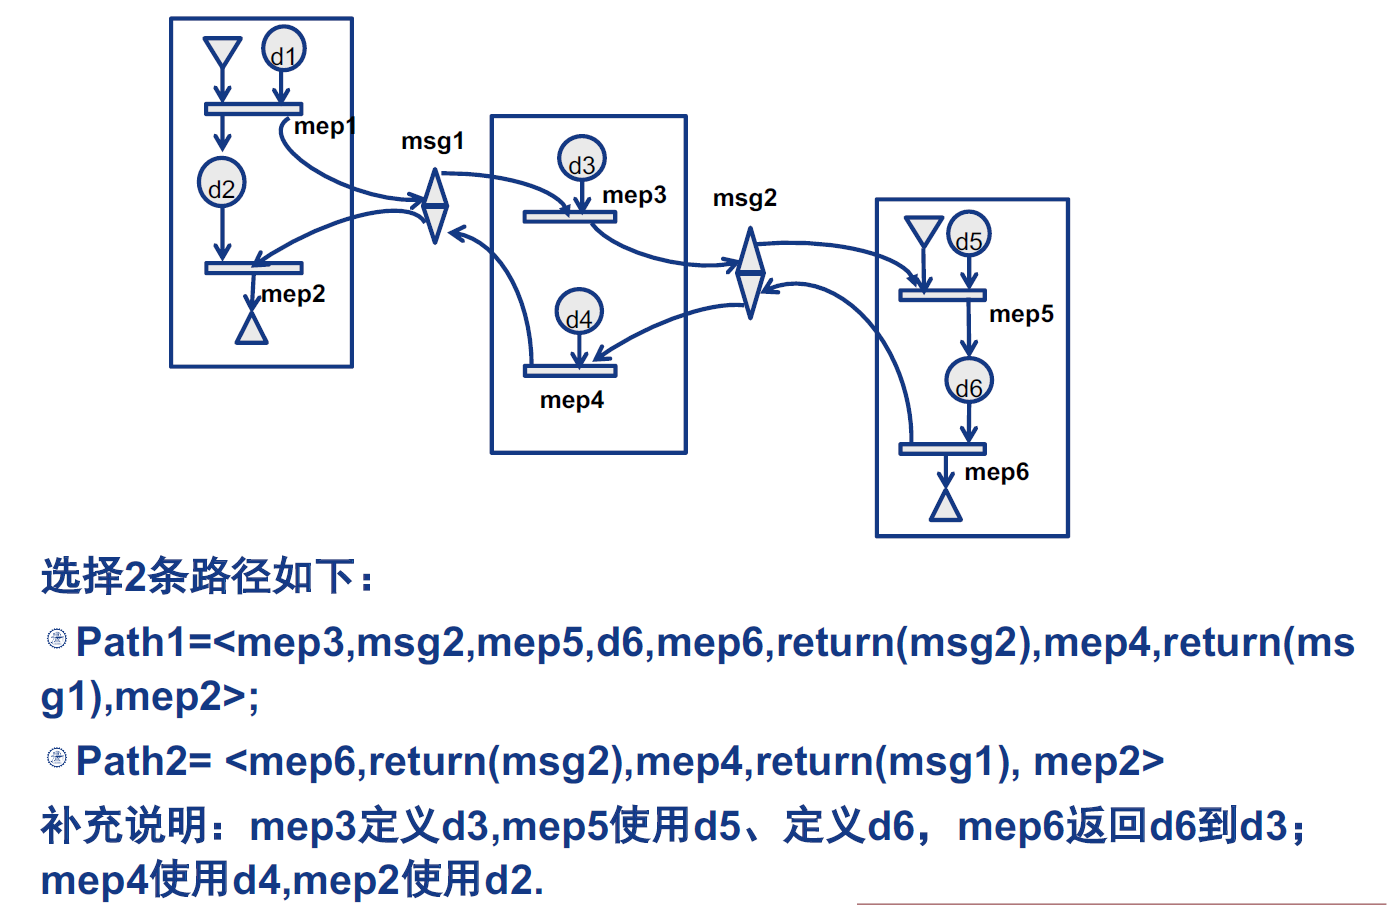 d1
mep1
msg1
d2
d3
mep3
msg2
d5
mep2
mep5
d4
d6
mep4
mep6
选择2条路径如下：
Path1=<mep3,msg2,mep5,d6,mep6,return(msg2),mep4,return(ms
g1),mep2>;
Path2= <mep6,return(msg2),mep4,return(msg1), mep2>
补充说明：mep3定义d3,mep5使用d5、定义d6，mep6返回d6到d3；
mep4使用d4,mep2使用d2.